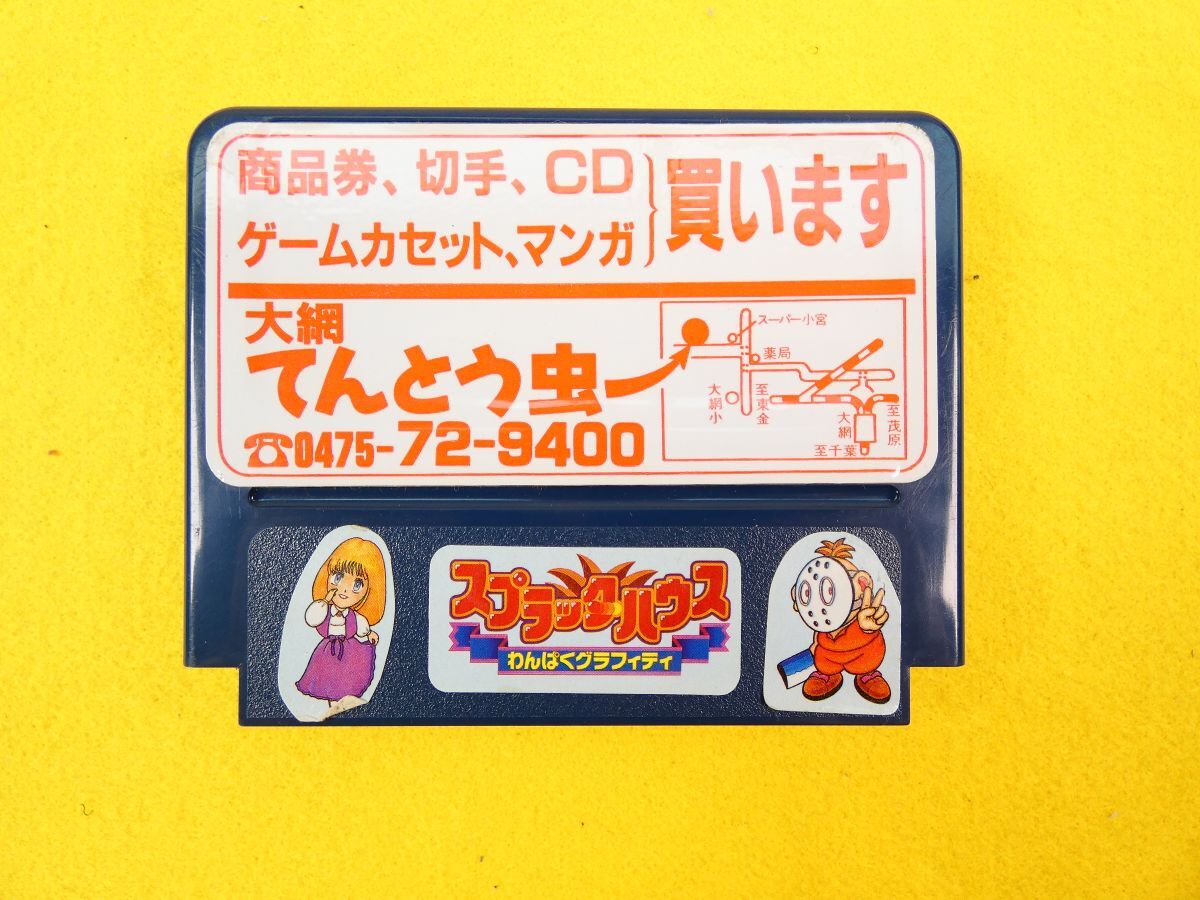 商品券、切手、CD
ゲームカセット、マンガ
買います
大網
てんとう虫
☎0475-72-9400
スーパー小宮
薬局
大網小
至東金
大網
至茂原
至千葉
スプラッターハウス
わんぱくグラフィティ